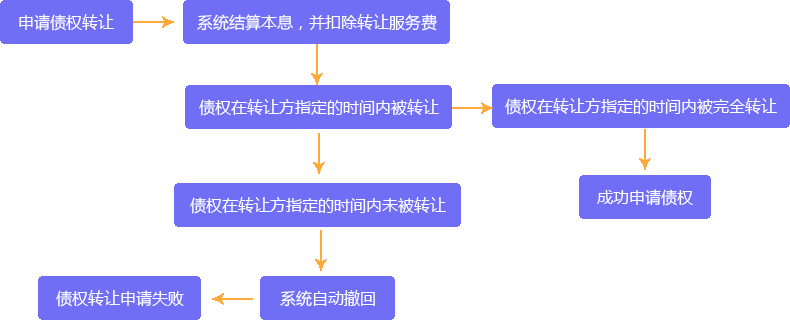 申请债权转让
系统结算本息，并扣除转让服务费
债权在转让方指定的时间内被转让
债权在转让方指定的时间内被完全转让
债权在转让方指定的时间内未被转让
成功申请债权
债权转让申请失败
系统自动撤回